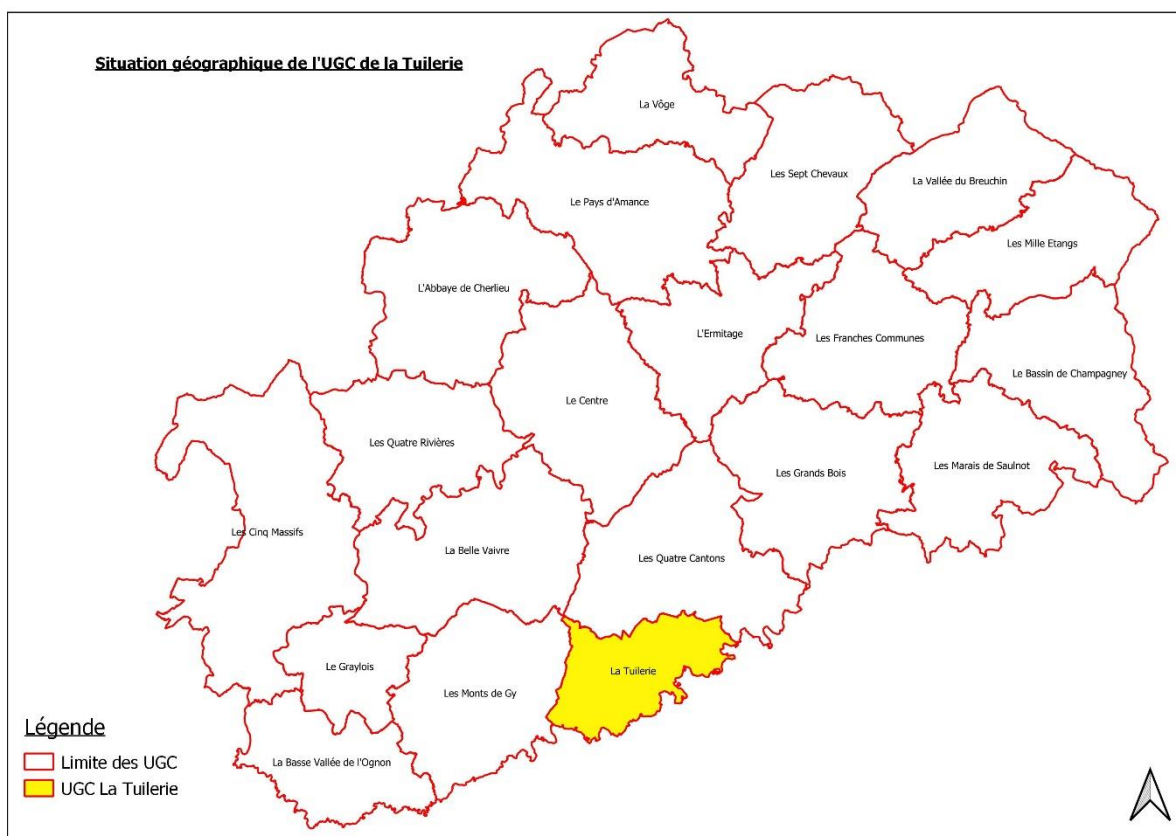 Situation géographique de l'UGC de la Tuilerie
La Vôge
Les Sept Chevaux
La Vallée du Breuchin
Le Pays d'Amance
Les Mille Etangs
L'Abbaye de Cherlieu
L'Ermitage
Les Franches Communes
Le Bassin de Champagney
Le Centre
Les Quatre Rivières
Les Grands Bois
Les Marais de Saulnot
Les Cinq Massifs
La Belle Vaivre
Les Quatre Cantons
Le Graylois
La Tuilerie
Les Monts de Gy
La Basse Vallée de l'Ognon
Légende
Limite des UGC
UGC La Tuilerie